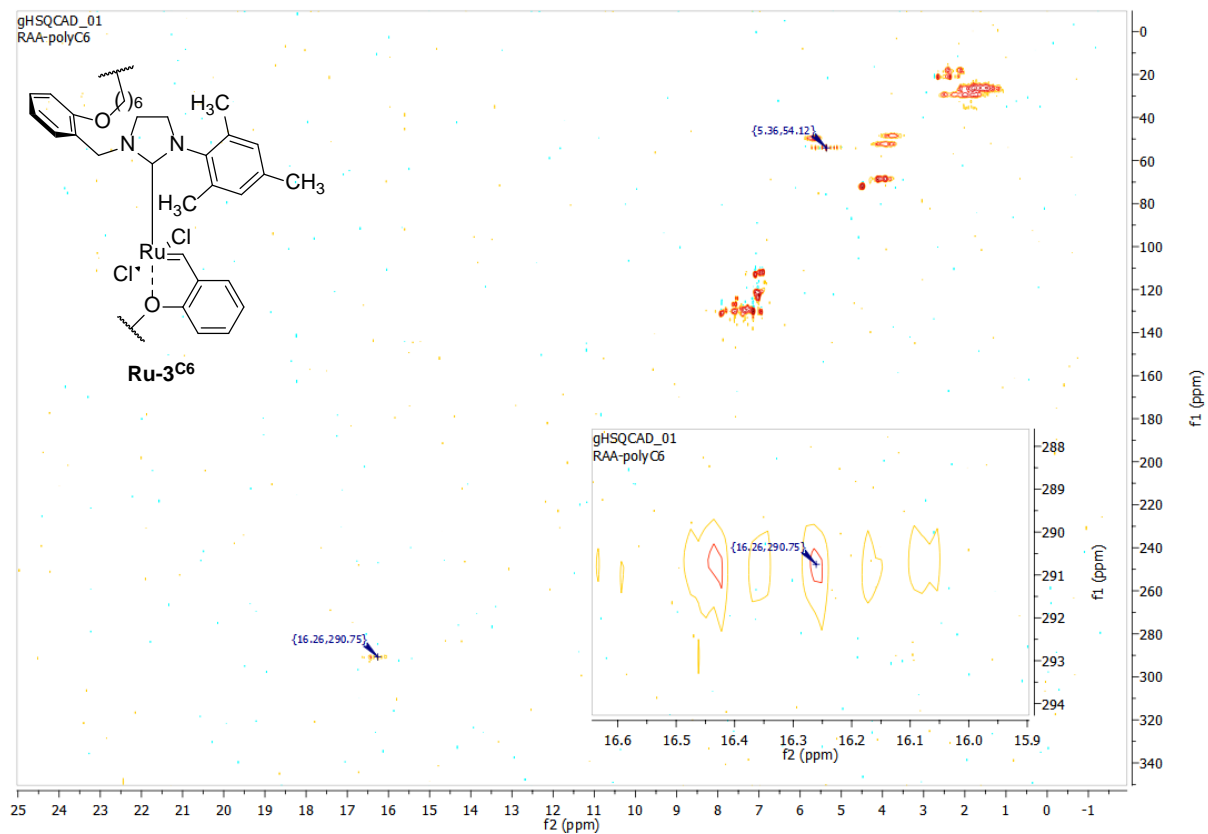 gHSQCAD_01
RAA-polyC6
6
O
N
N
CH3
CH3
H3C
Ru
Cl
Cl
O
Ru-3C6
{5.36,54.12}
{16.26,290.75}
gHSQCAD_01
RAA-polyC6
{16.26,290.75}
288
289
290
291
292
293
294
f1 (ppm)
16.6 16.5 16.4 16.3 16.2 16.1 16.0 15.9
f2 (ppm)
0
20
40
60
80
100
120
140
160
180
200
220
240
260
280
300
320
340
f1 (ppm)
25 24 23 22 21 20 19 18 17 16 15 14 13 12 11 10 9 8 7 6 5 4 3 2 1 0 -1
f2 (ppm)